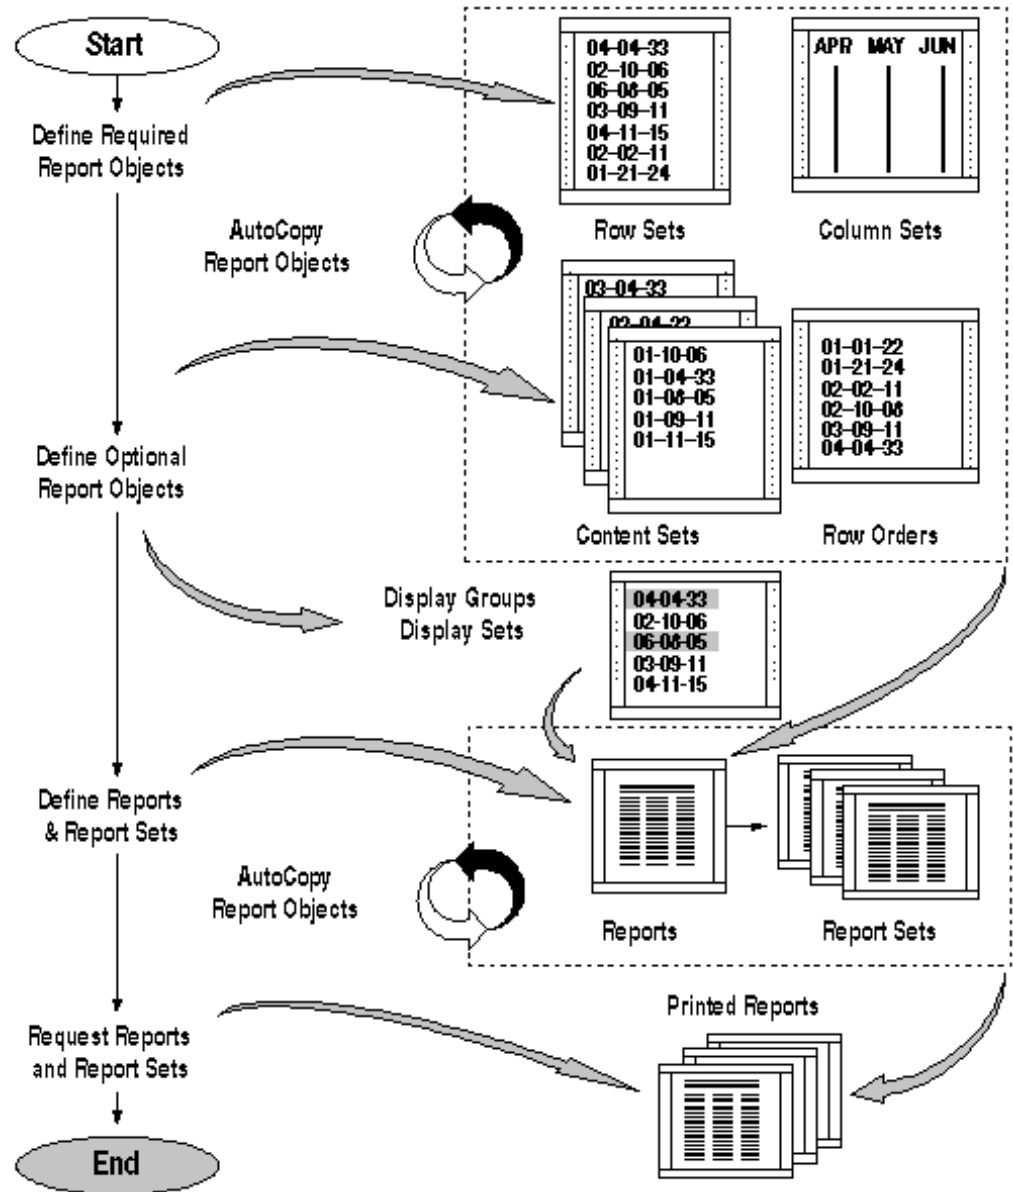 Start
04-04-33
02-10-06
06-08-05
03-09-11
04-11-15
02-02-11
01-21-24
APR MAY JUN
Define Required
Report Objects
Row Sets
Column Sets
AutoCopy
Report Objects
03-04-33
01-10-06
01-04-33
01-08-05
01-09-11
01-11-15
01-01-22
01-21-24
02-02-11
02-10-08
03-09-11
04-04-33
Define Optional
Report Objects
Content Sets
Row Orders
Display Groups
Display Sets
04-04-33
02-10-06
06-08-05
03-09-11
04-11-15
Define Reports
& Report Sets
AutoCopy
Report Objects
Reports
Report Sets
Printed Reports
Request Reports
and Report Sets
End